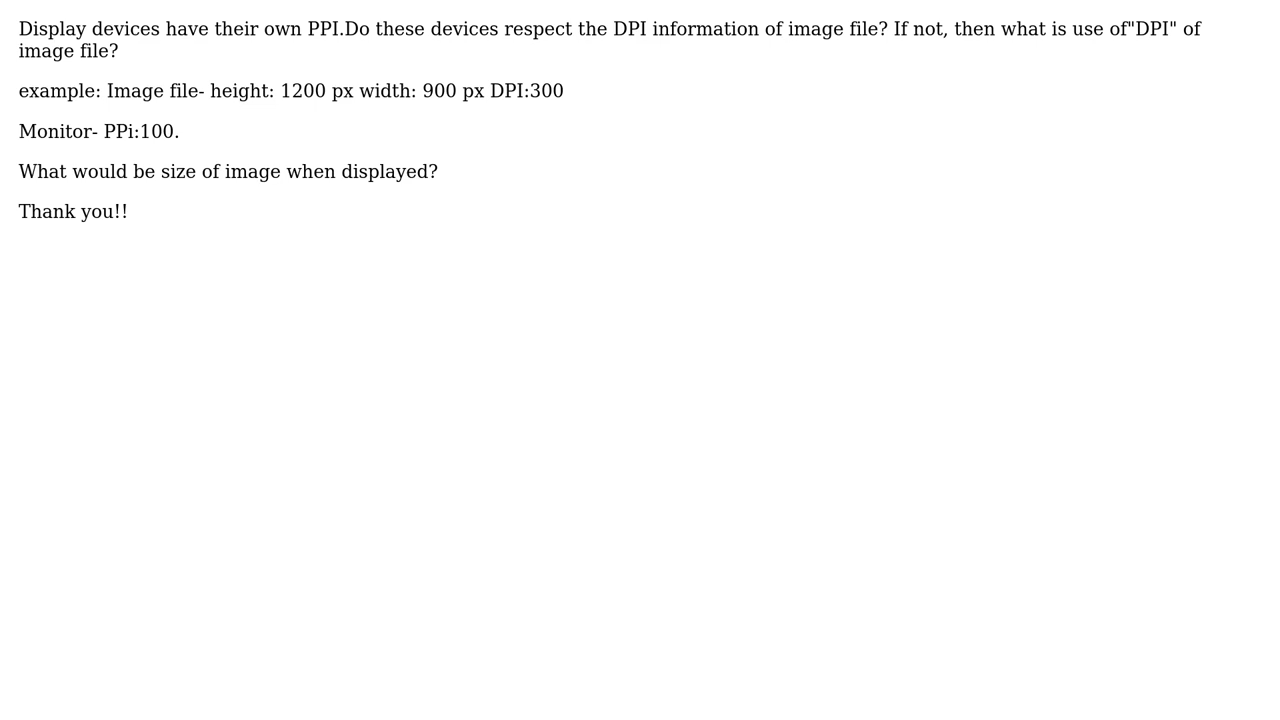 Display devices have their own PPI.Do these devices respect the DPI information of image file? If not, then what is use of"DPI" of
image file?
example: Image file- height: 1200 px width: 900 px DPI:300
Monitor- PPi:100.
What would be size of image when displayed?
Thank you!!